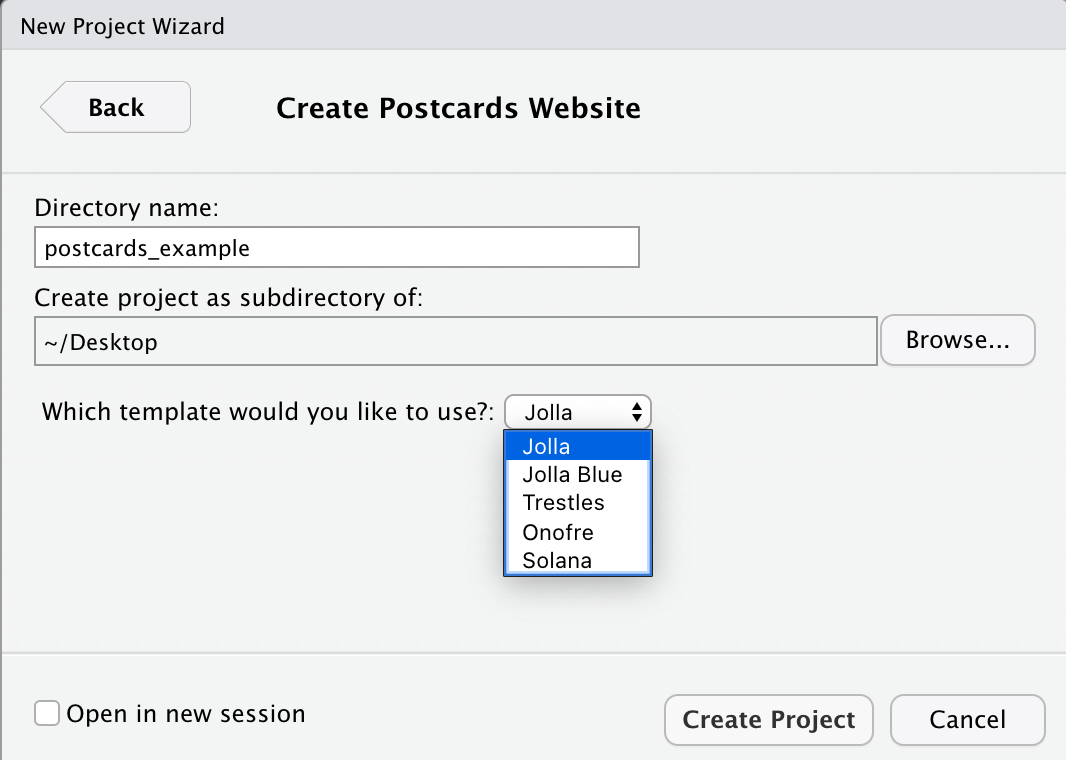 New Project Wizard
Back
Create Postcards Website
Directory name:
postcards_example
Create project as subdirectory of:
~/Desktop
Browse...
Which template would you like to use?: Jolla
Jolla
Jolla Blue
Trestles
Onofre
Solana
Open in new session
Create Project
Cancel